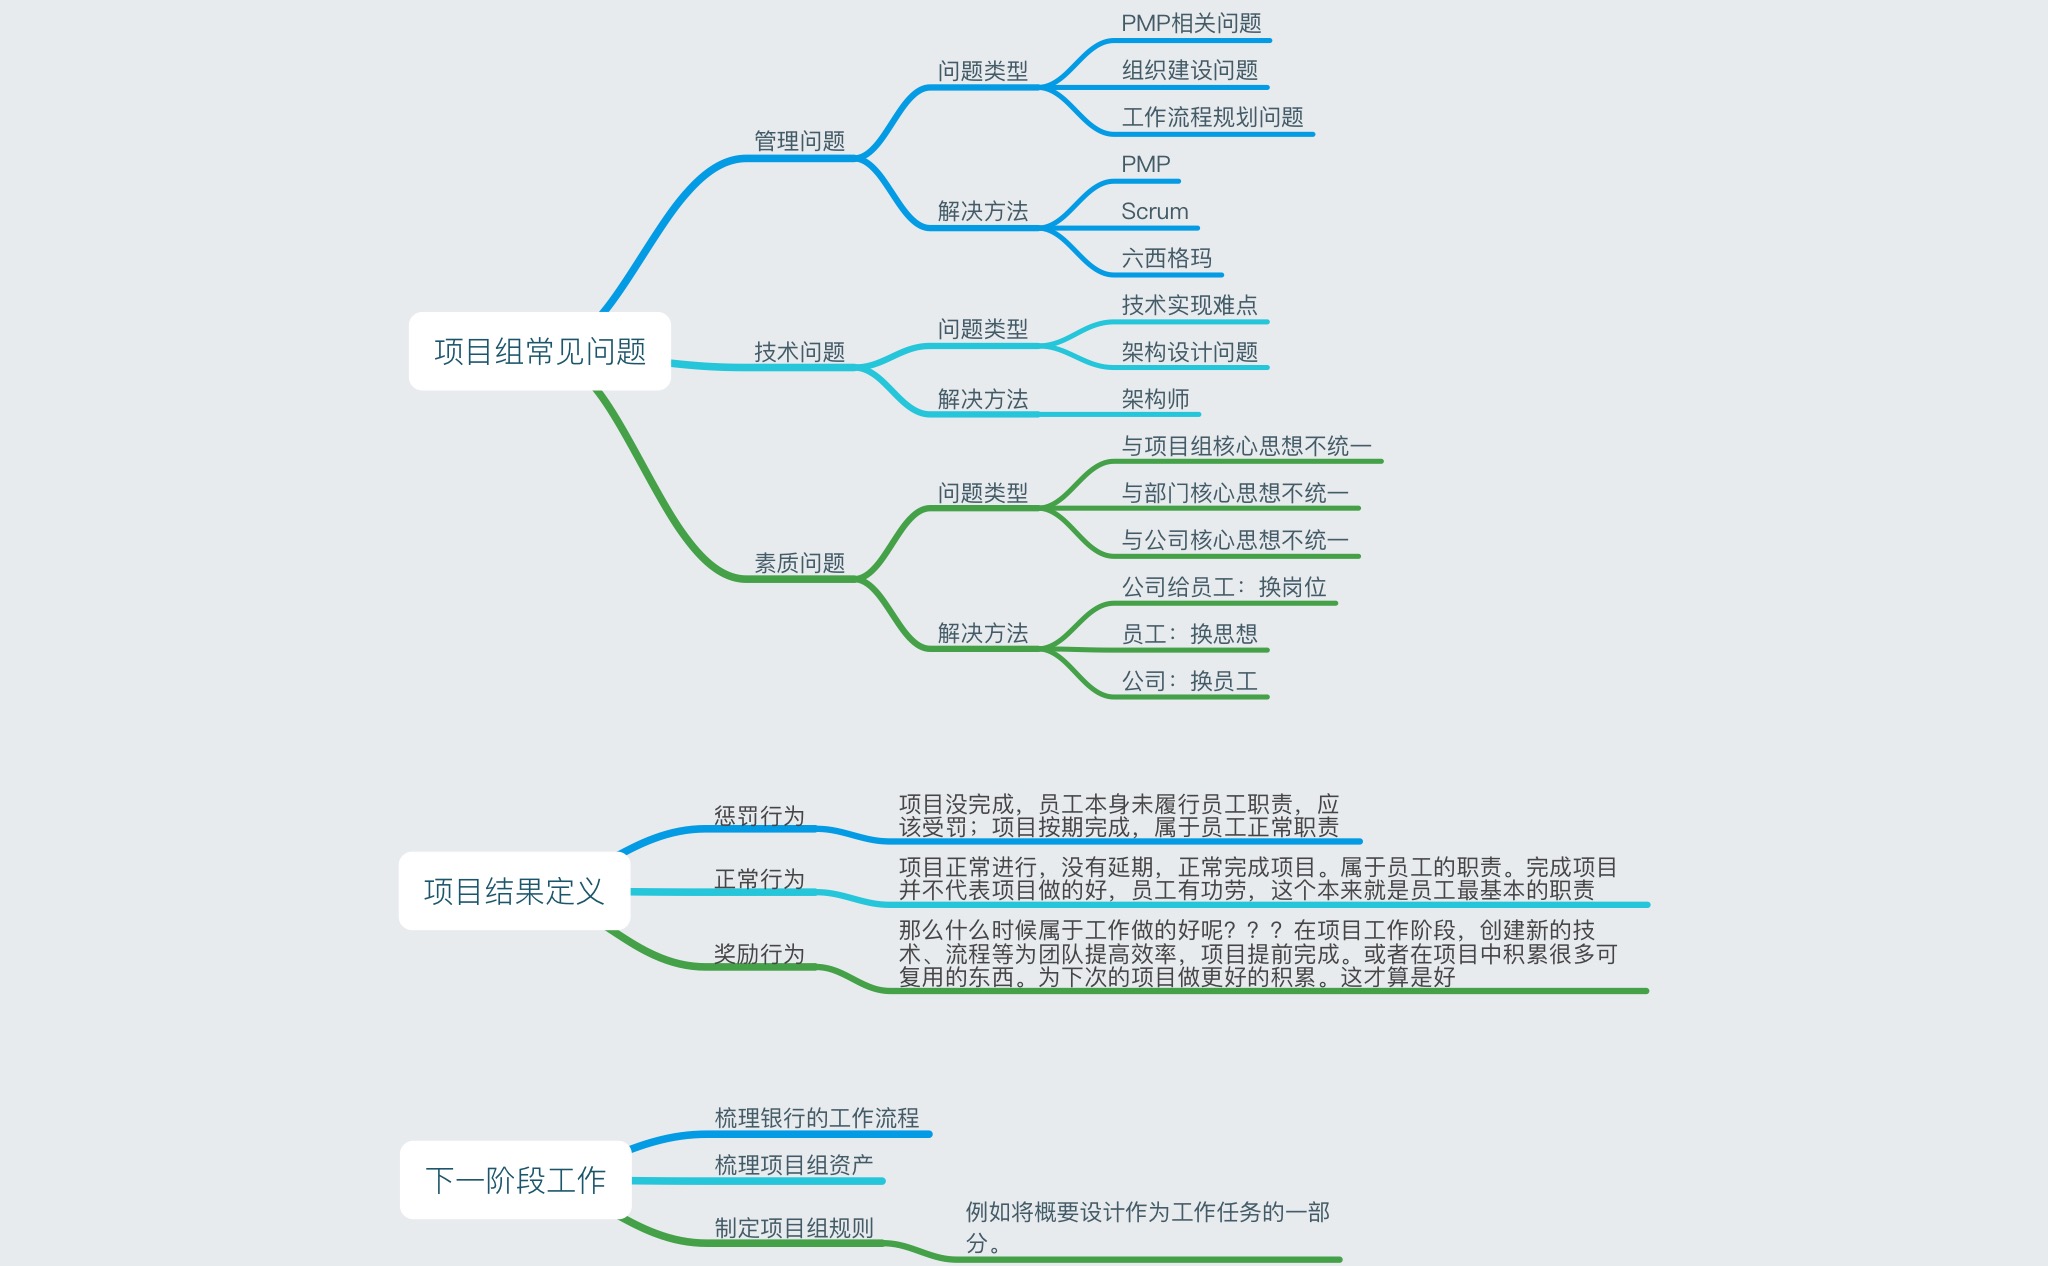 PMP相关问题
问题类型
组织建设问题
工作流程规划问题
管理问题
PMP
解决方法
Scrum
六西格玛
项目组常见问题
技术实现难点
问题类型
技术问题
架构设计问题
解决方法
架构师
与项目组核心思想不统一
问题类型
与部门核心思想不统一
与公司核心思想不统一
素质问题
公司给员工：换岗位
解决方法
员工：换思想
公司：换员工
惩罚行为
项目没完成，员工本身未履行员工职责，应
该受罚；项目按期完成，属于员工正常职责
项目结果定义
正常行为
项目正常进行，没有延期，正常完成项目。属于员工的职责。完成项目
并不代表项目做的好，员工有功劳，这个本来就是员工最基本的职责
奖励行为
那么什么时候属于工作做的好呢？？？在项目工作阶段，创建新的技
术、流程等为团队提高效率，项目提前完成。或者在项目中积累很多可
复用的东西。为下次的项目做更好的积累。这才算是好
梳理银行的工作流程
下一阶段工作
梳理项目组资产
制定项目组规则
例如将概要设计作为工作任务的一部
分。